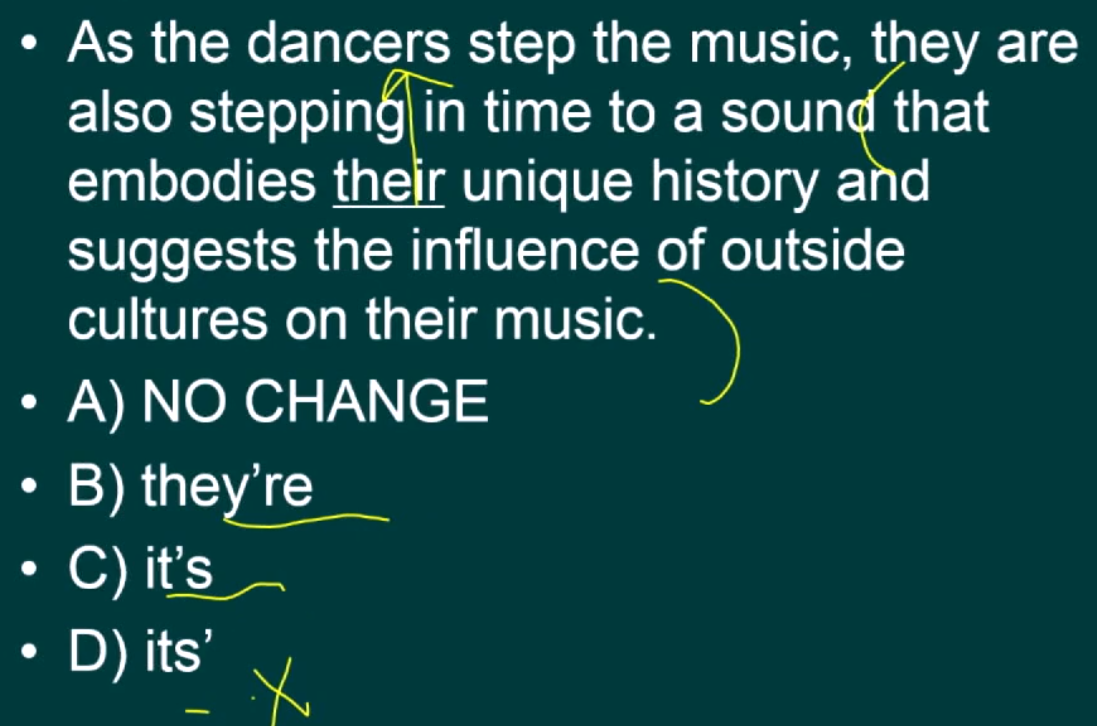 • As the dancers step the music, they are
also stepping in time to a sound that
embodies their unique history and
suggests the influence of outside
cultures on their music.
• A) NO CHANGE
• B) they’re
• C) it’s
• D) its’